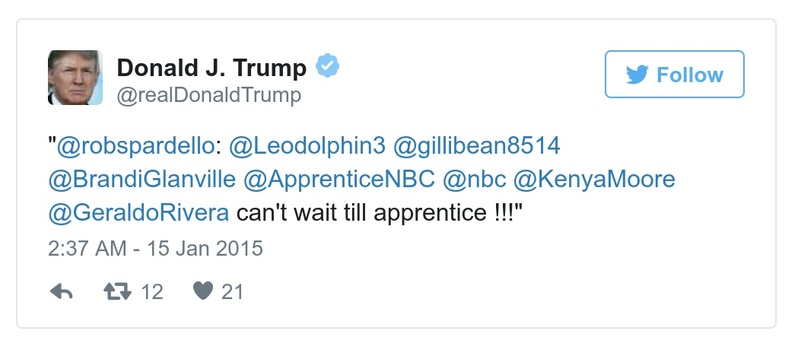 Donald J. Trump
@realDonaldTrump
Follow
"@robspardello: @Leodolphin3 @gillibean8514
@BrandiGlanville @ApprenticeNBC @nbc @KenyaMoore
@GeraldoRivera can't wait till apprentice !!!"
2:37 AM - 15 Jan 2015
12 21